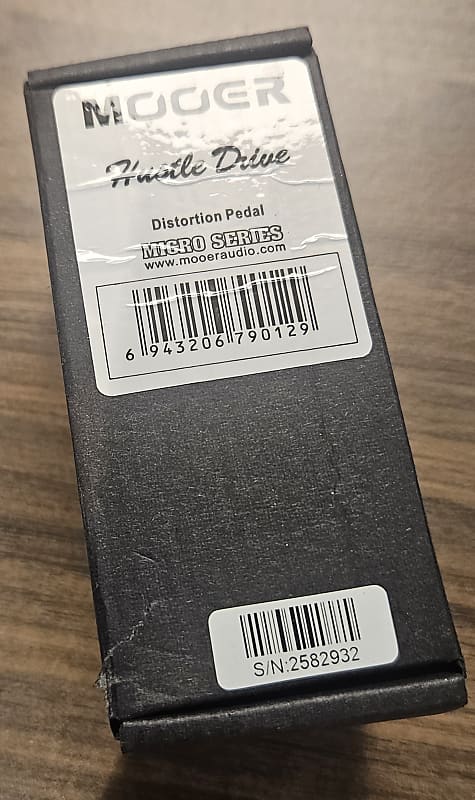 MOOER
Hustle Drive
Distortion Pedal
MICRO SERIES
www.mooeraudio.com
6 943206 790129
S/N:2582932